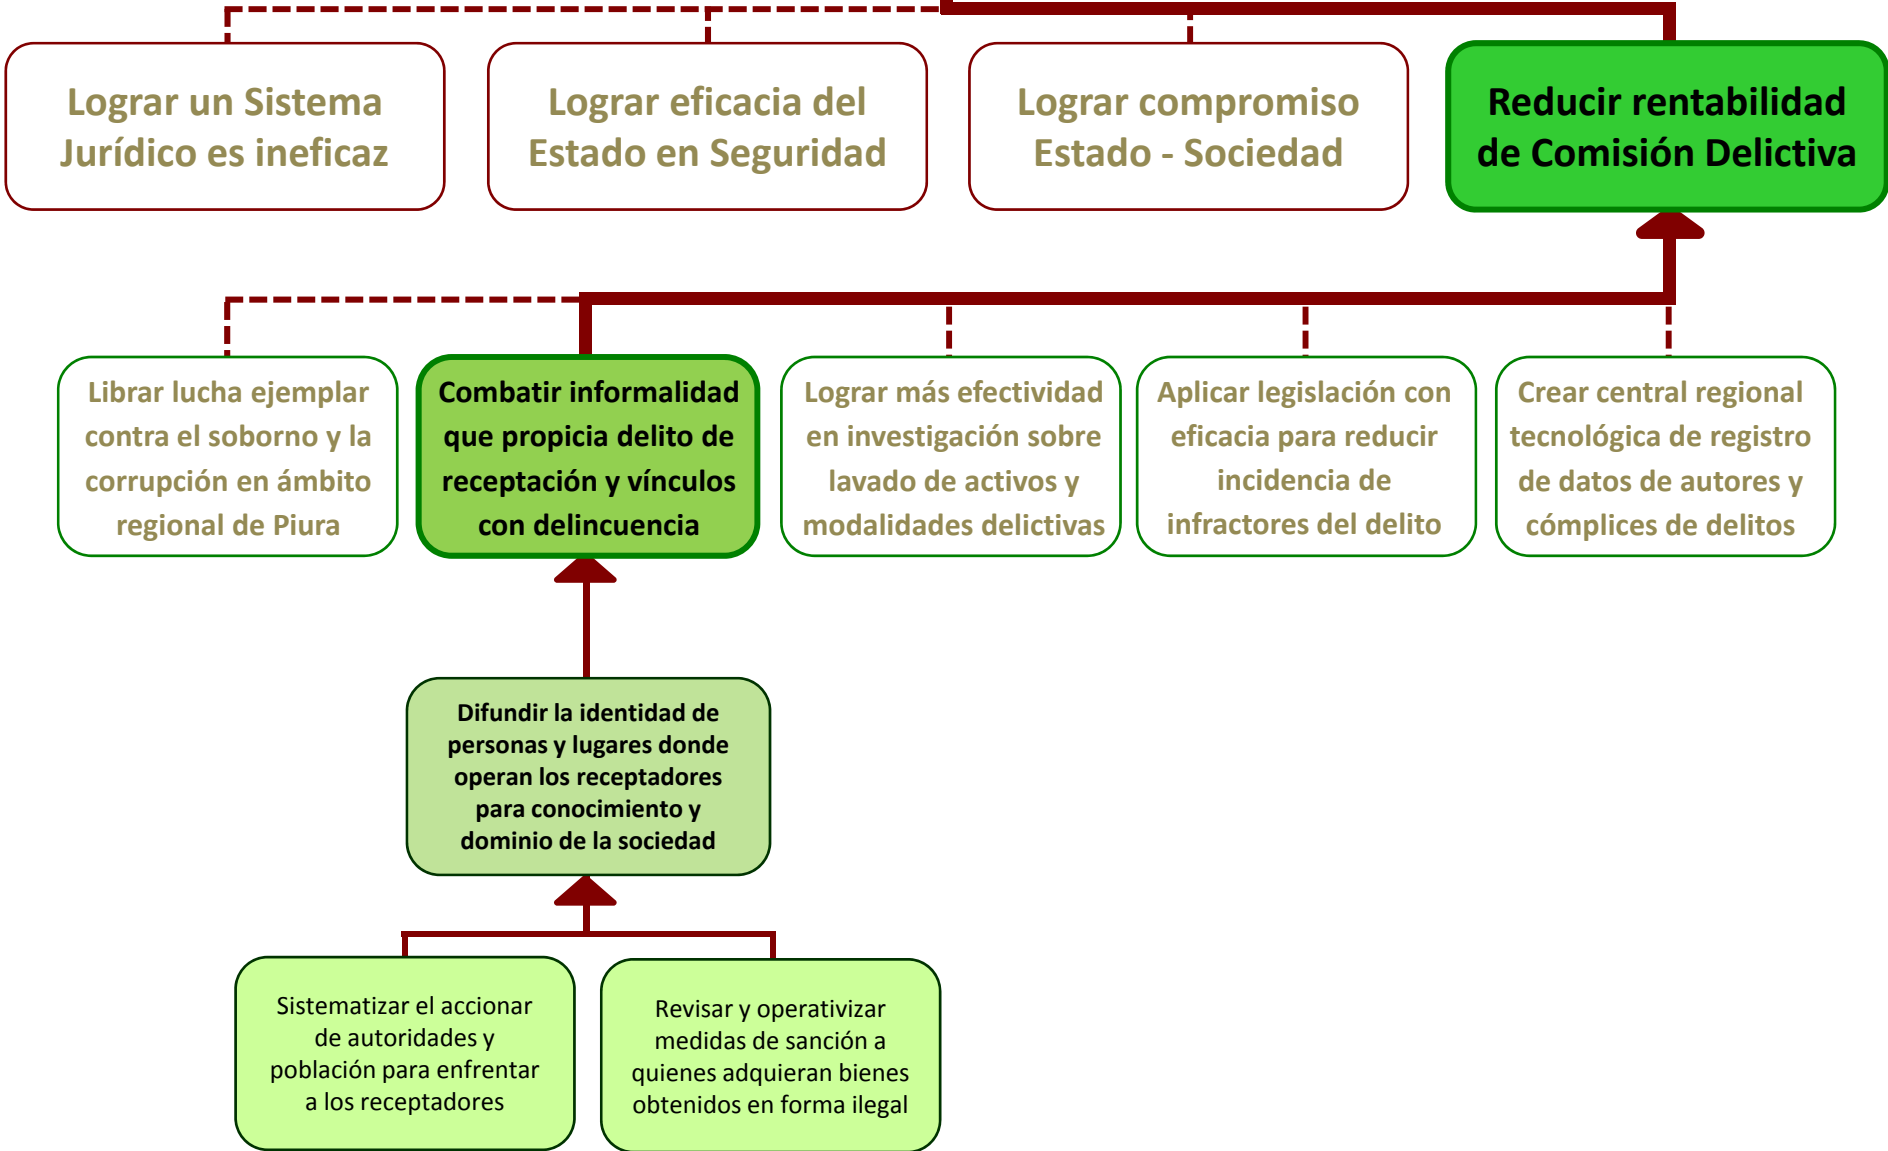 Lograr un Sistema
Jurídico es ineficaz
Lograr eficacia del
Estado en Seguridad
Lograr compromiso
Estado - Sociedad
Reducir rentabilidad
de Comisión Delictiva
Librar lucha ejemplar
contra el soborno y la
corrupción en ámbito
regional de Piura
Combatir informalidad
que propicia delito de
receptación y vínculos
con delincuencia
Lograr más efectividad
en investigación sobre
lavado de activos y
modalidades delictivas
Aplicar legislación con
eficacia para reducir
incidencia de
infractores del delito
Crear central regional
tecnológica de registro
de datos de autores y
cómplices de delitos
Difundir la identidad de
personas y lugares donde
operan los receptadores
para conocimiento y
dominio de la sociedad
Sistematizar el accionar
de autoridades y
población para enfrentar
a los receptadores
Revisar y operativizar
medidas de sanción a
quienes adquieran bienes
obtenidos en forma ilegal